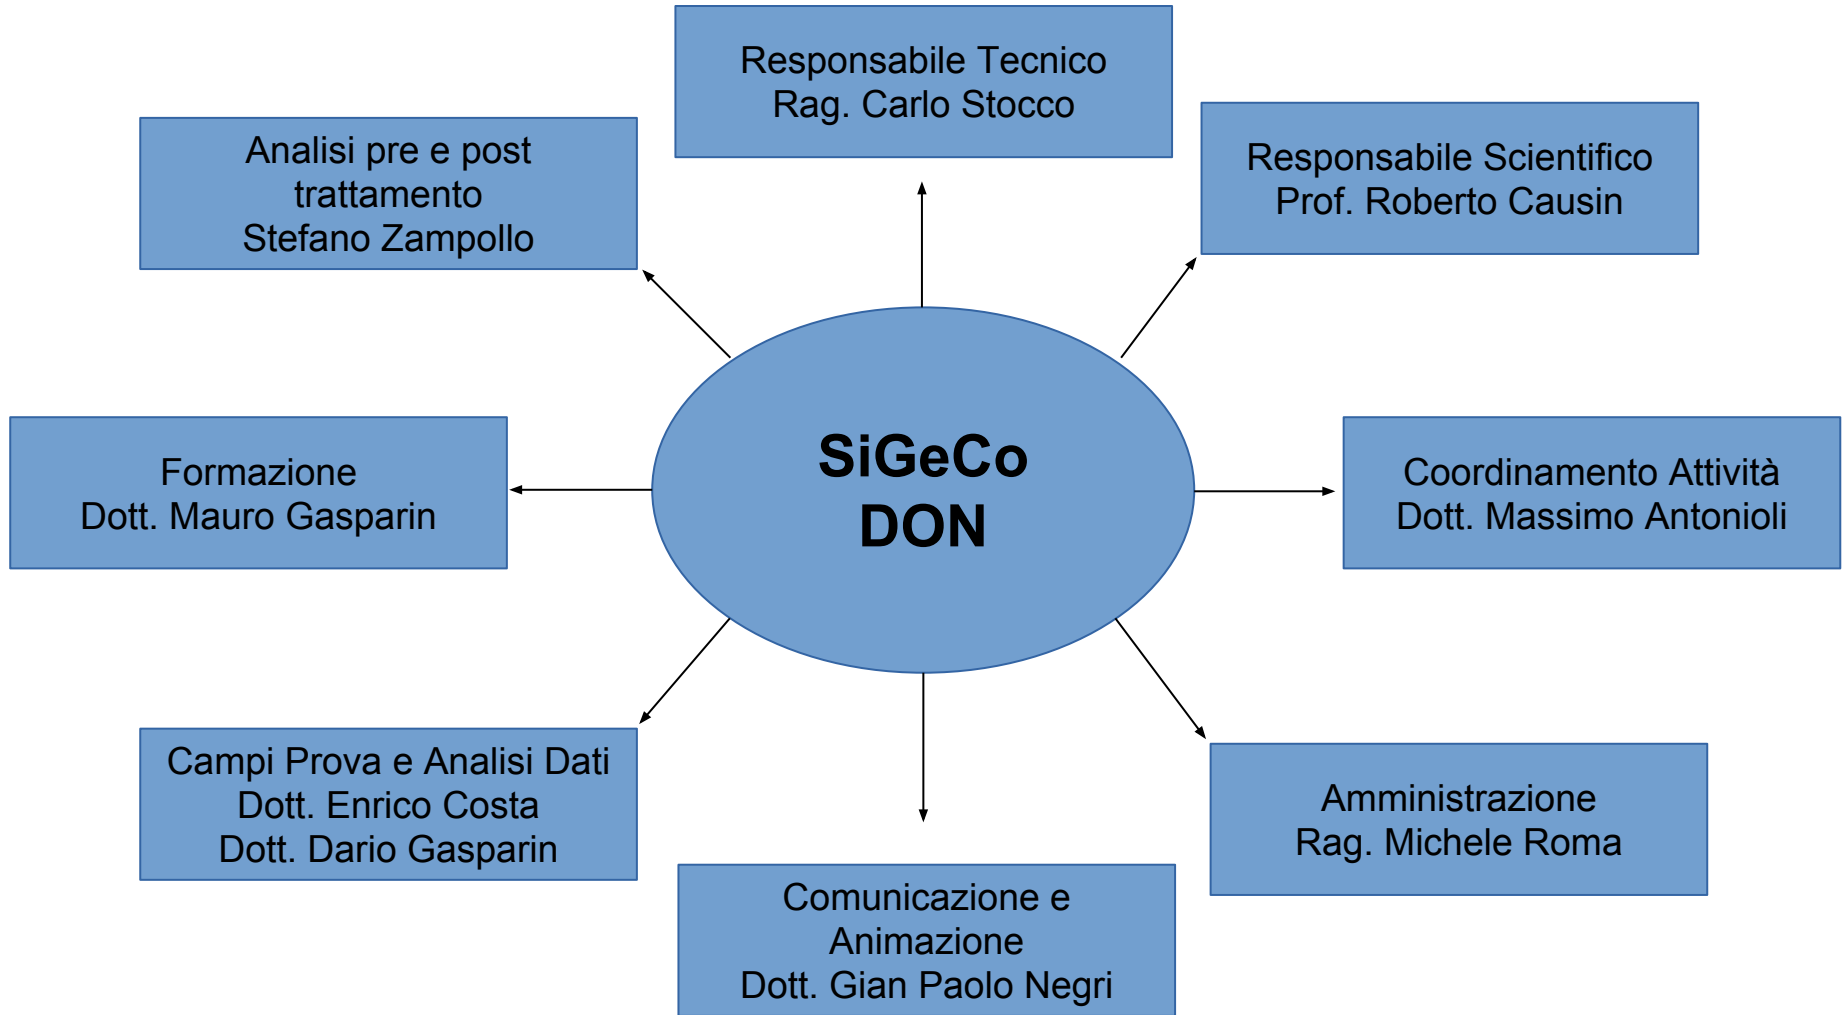 Responsabile Tecnico
Rag. Carlo Stocco
Analisi pre e post
trattamento
Stefano Zampollo
Responsabile Scientifico
Prof. Roberto Causin
SiGeCo
DON
Formazione
Dott. Mauro Gasparin
Coordinamento Attività
Dott. Massimo Antonioli
Campi Prova e Analisi Dati
Dott. Enrico Costa
Dott. Dario Gasparin
Amministrazione
Rag. Michele Roma
Comunicazione e
Animazione
Dott. Gian Paolo Negri